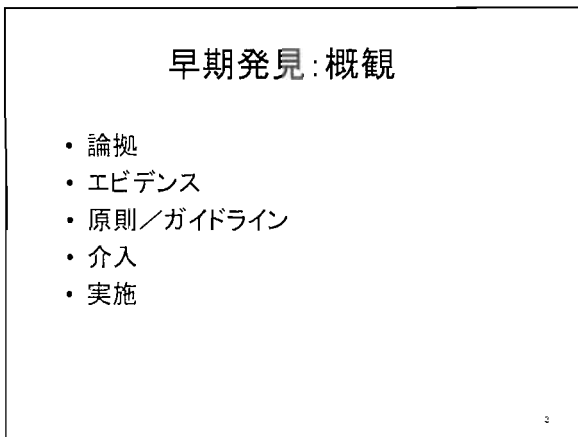 早期発見:概観
• 論拠
• エビデンス
• 原則／ガイドライン
• 介入
• 実施
2